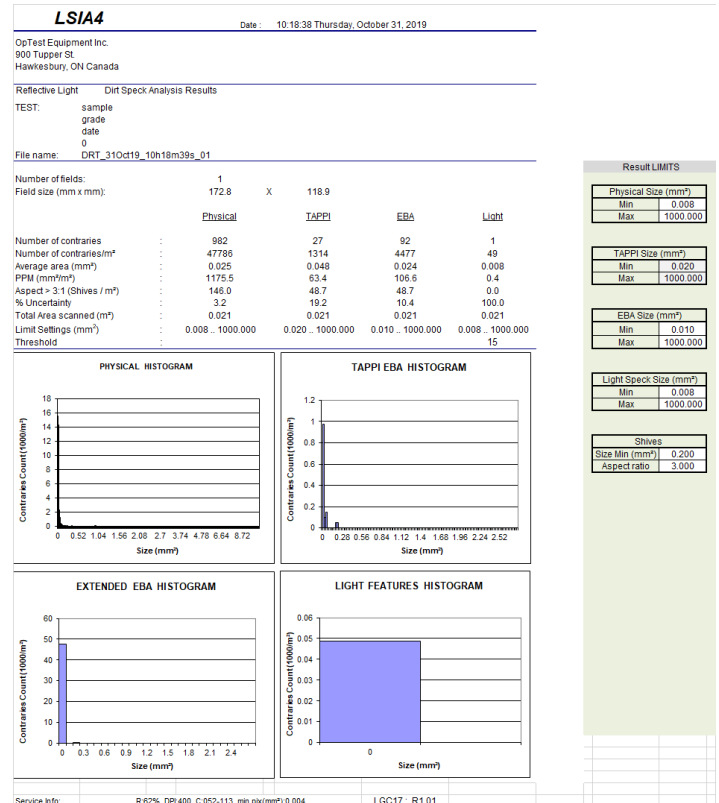 LSIA4
Date : 10:18:38 Thursday, October 31, 2019
OpTest Equipment Inc.
900 Tupper St.
Hawkesbury, ON Canada
Reflective Light Dirt Speck Analysis Results
TEST: sample
grade
date
0
File name: DRT_31Oct19_10h18m39s_01
Number of fields: 1
Field size (mm x mm): 172.8 X 118.9
Physical TAPPI EBA Light
Number of contraries : 982 27 92 1
Number of contraries/m² : 47786 1314 4477 49
Average area (mm²) : 0.025 0.048 0.024 0.008
PPM (mm²/m²) : 1175.5 63.4 106.6 0.4
Aspect > 3:1 (Shives / m²) : 146.0 48.7 48.7 0.0
% Uncertainty : 3.2 19.2 10.4 100.0
Total Area scanned (m²) : 0.021 0.021 0.021 0.021
Limit Settings (mm²) : 0.008 .. 1000.000 0.020 .. 1000.000 0.010 .. 1000.000 0.008 .. 1000.000
Threshold : 15
Result LIMITS
Physical Size (mm²)
Min 0.008
Max 1000.000
TAPPI Size (mm²)
Min 0.020
Max 1000.000
EBA Size (mm²)
Min 0.010
Max 1000.000
Light Speck Size (mm²)
Min 0.008
Max 1000.000
Shives
Size Min (mm²) 0.200
Aspect ratio 3.000
PHYSICAL HISTOGRAM
Contraries Count (1000/m²)
18
16
14
12
10
8
6
4
2
0
0 0.52 1.04 1.56 2.08 2.7 3.74 4.78 6.64 8.72
Size (mm²)
TAPPI EBA HISTOGRAM
Contraries Count (1000/m²)
1.2
1
0.8
0.6
0.4
0.2
0
0 0.28 0.56 0.84 1.12 1.4 1.68 1.96 2.24 2.52
Size (mm²)
EXTENDED EBA HISTOGRAM
Contraries Count (1000/m²)
60
50
40
30
20
10
0
0 0.3 0.6 0.9 1.2 1.5 1.8 2.1 2.4
Size (mm²)
LIGHT FEATURES HISTOGRAM
Contraries Count (1000/m²)
0.06
0.05
0.04
0.03
0.02
0.01
0
0
Size (mm²)
Service Info: R:62%, DPI:400, C:052-113, min pix(mm²):0.004 LGC17 : R1.01